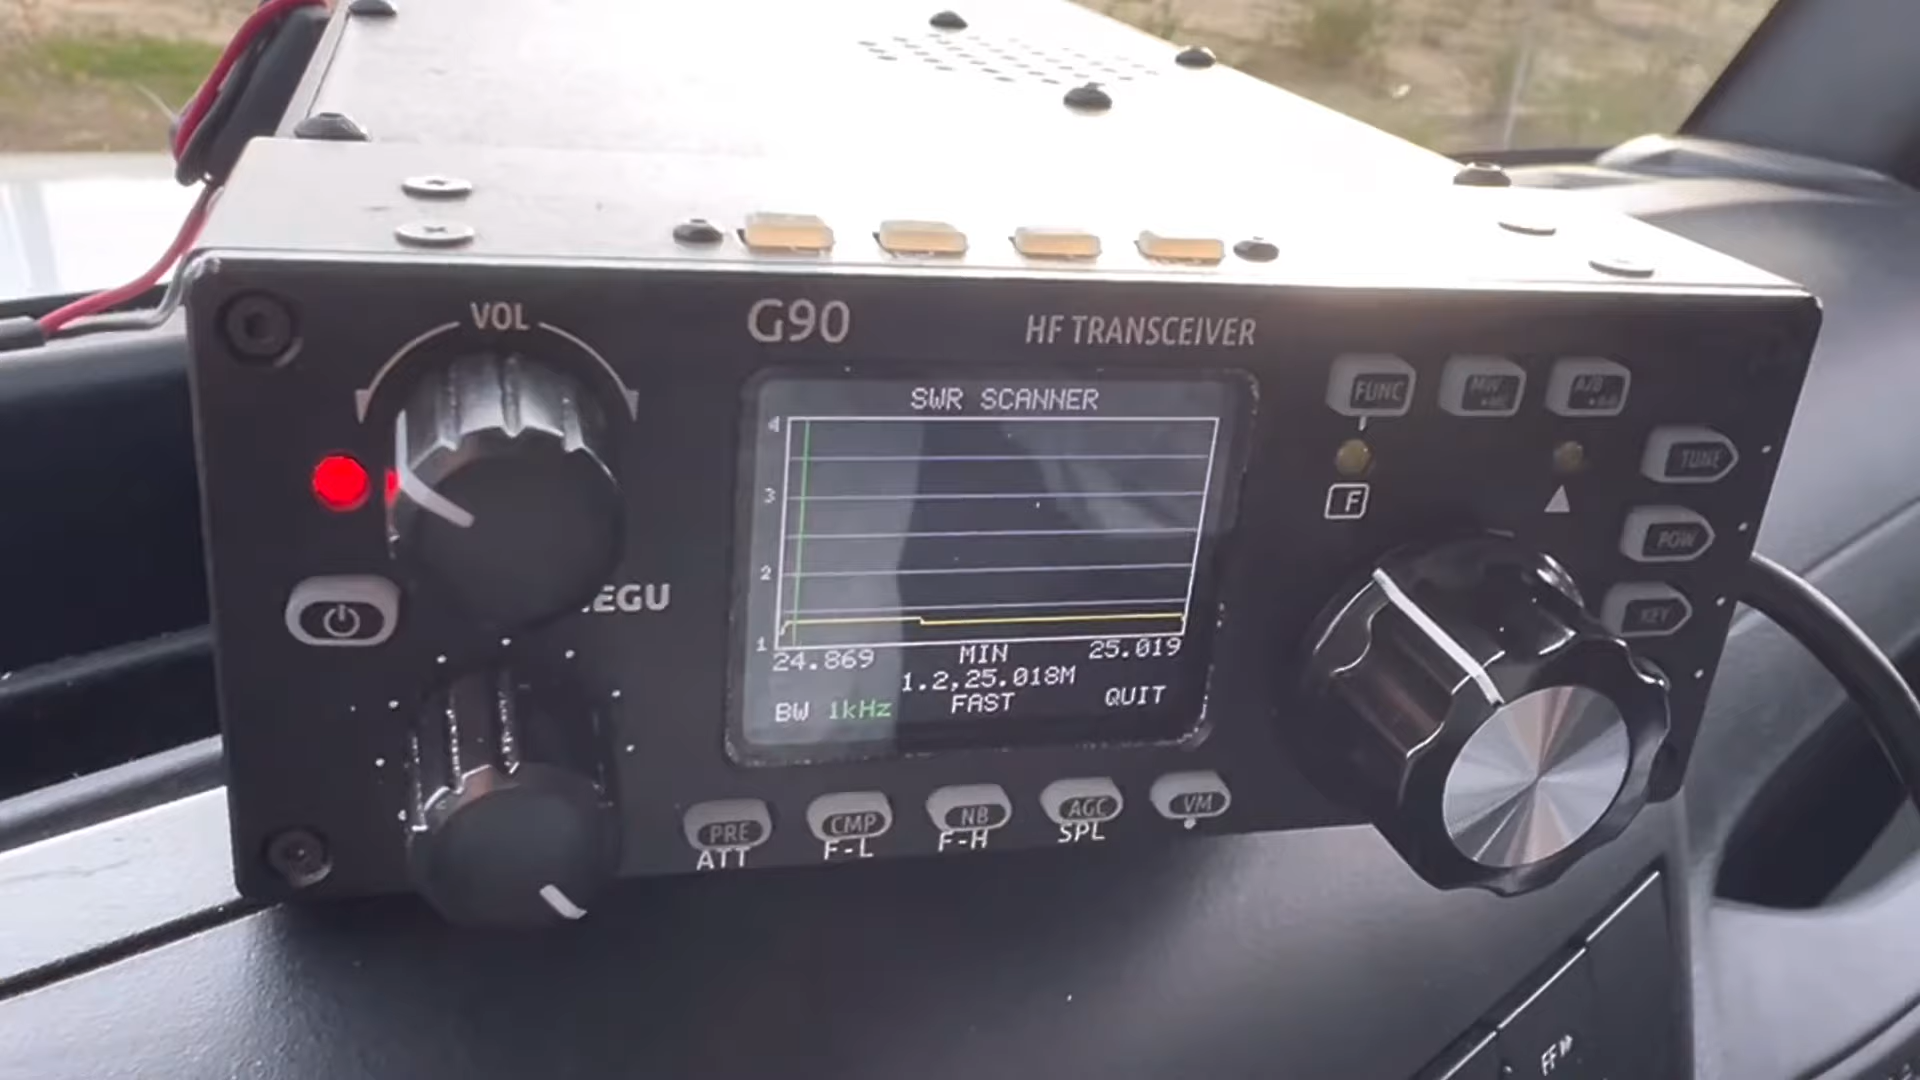 VOL
G90 HF TRANSCEIVER
SWR SCANNER
4
3
2
1
24.869 MIN 25.019
1.2,25.018M
BW 1kHz FAST QUIT
FUNC
A/B
TUNE
F
POW
KEY
EGU
PRE CMP NB AGC VM
ATT F-L F-H SPL
FF